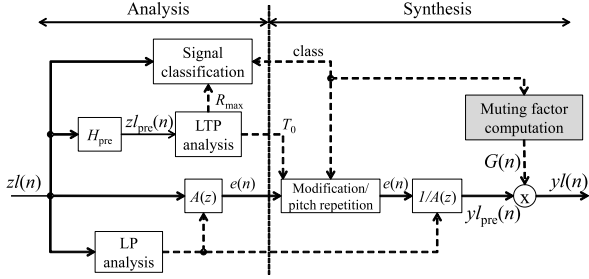 Analysis
Synthesis
Signal
classification
class
R_max
zl_pre(n)
H_pre
LTP
analysis
T_0
Muting factor
computation
G(n)
zl(n)
A(z)
e(n)
Modification/
pitch repetition
e(n)
1/A(z)
yl_pre(n)
x
yl(n)
LP
analysis